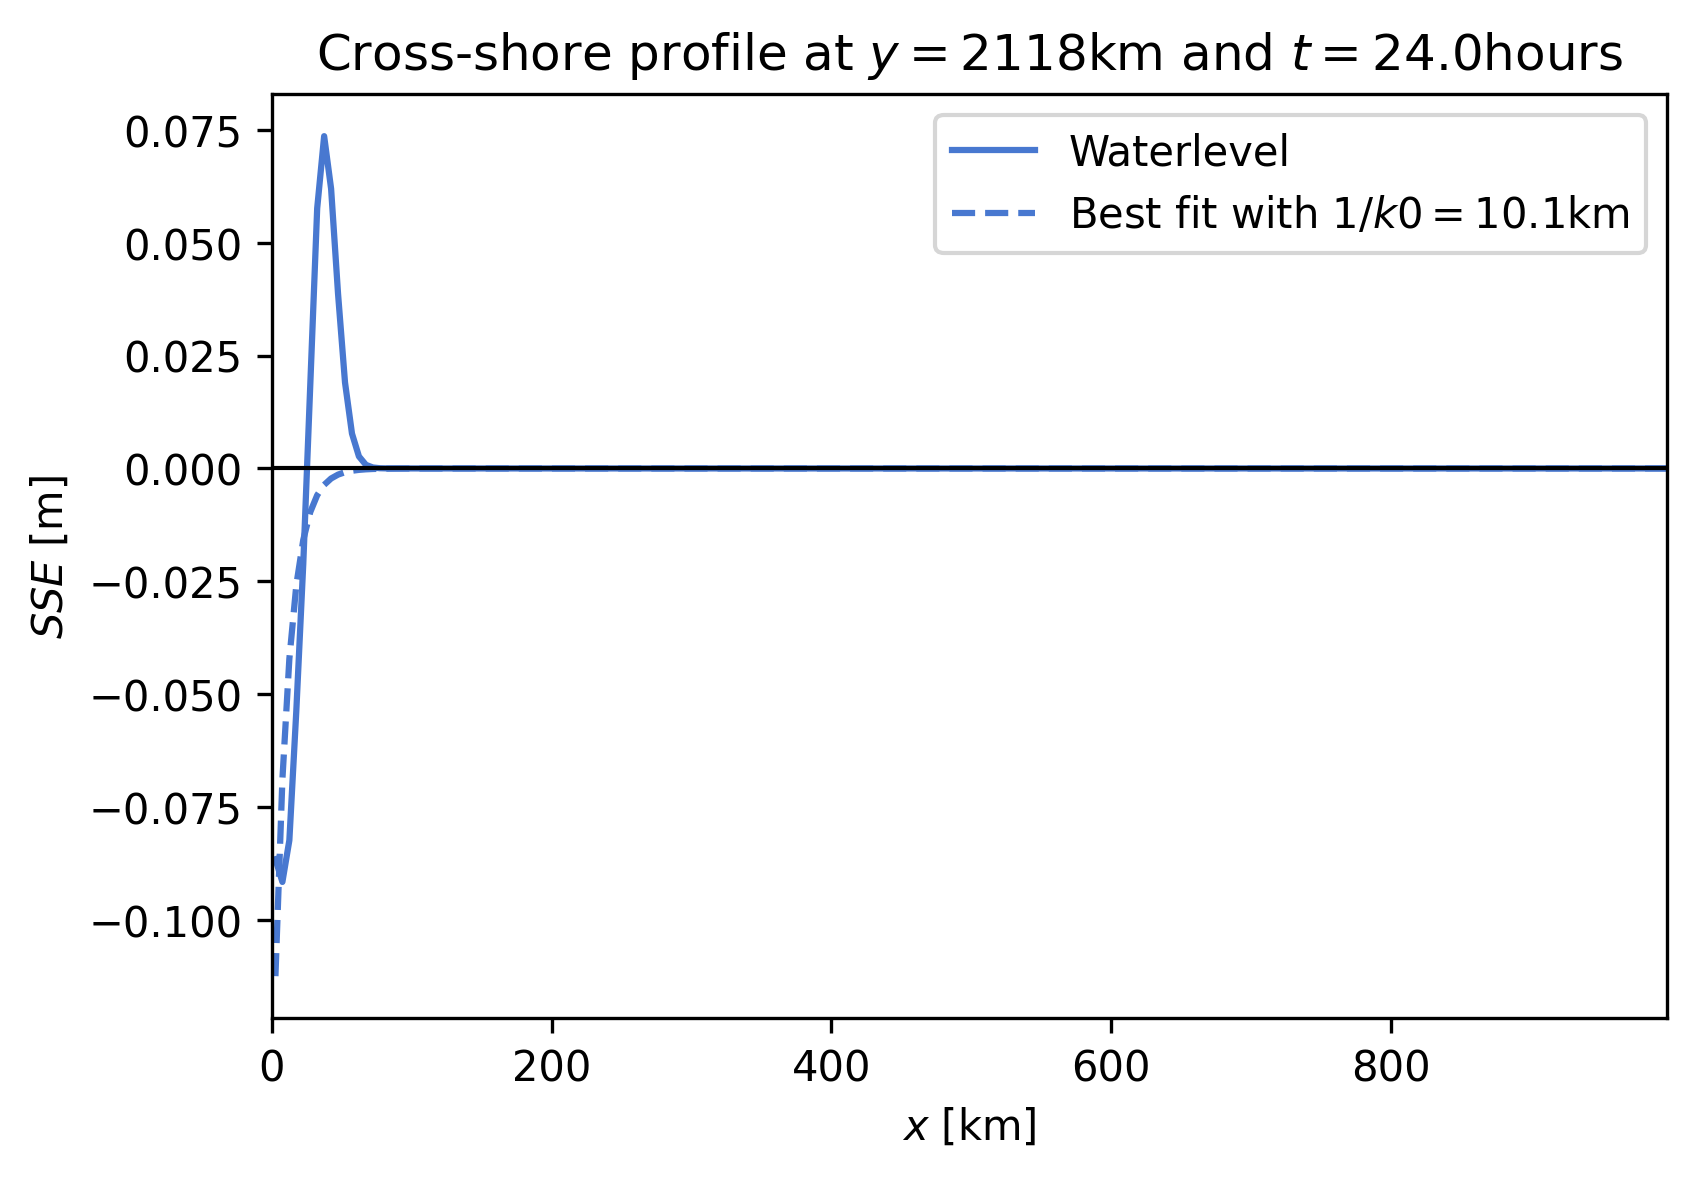 Cross-shore profile at y = 2118km and t = 24.0hours
Waterlevel
Best fit with 1/k0 = 10.1km
0.075
0.050
0.025
0.000
−0.025
−0.050
−0.075
−0.100
SSE [m]
0 200 400 600 800
x [km]